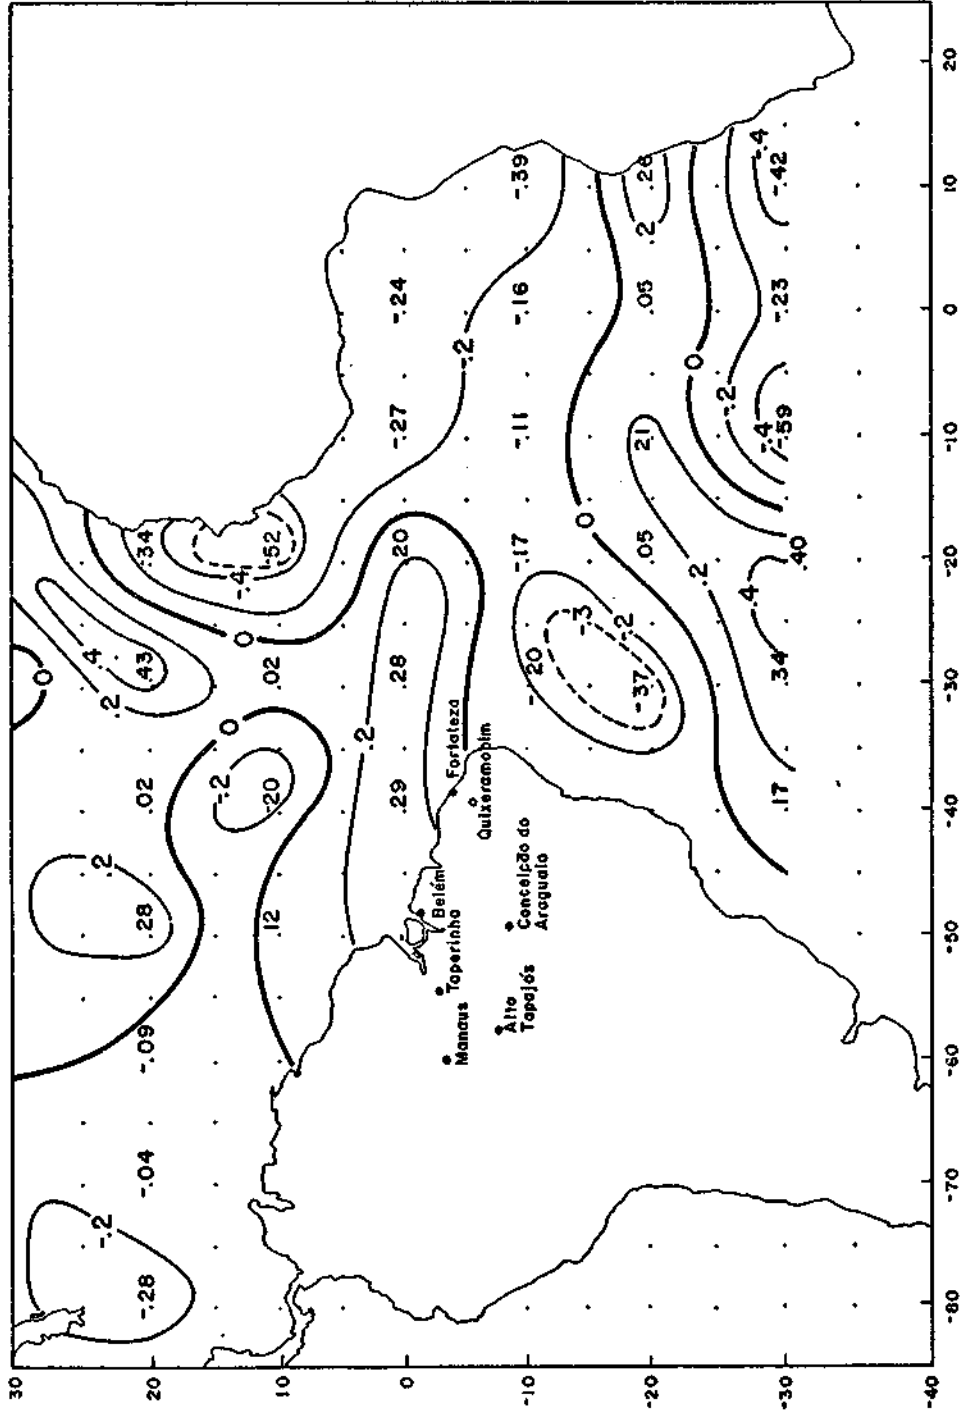 30
0
-.2 .2 .2 .4
20 -.28 -.04 -.09 .28 .02 .43 -.34
-.2 0 0 -.4
10 .12 -.20 .02 -.52
.2
0 .29 .28 .20 -.27 -.24
Belém
Fortaleza
Taperinha
Manaus
-.2
Quixeramobim
Alto
Tapajós
Conceição do
Araguaia
-10 -.20 -.17 -.11 -.16 -.39
-.3 0
-.2
-20 -.37 .05 .21 .05 .2 .26
.2 0
-.2
.4 -.4 -.4
-30 .17 .34 .40 -.59 -.23 -.42
-40
-80 -70 -60 -50 -40 -30 -20 -10 0 10 20